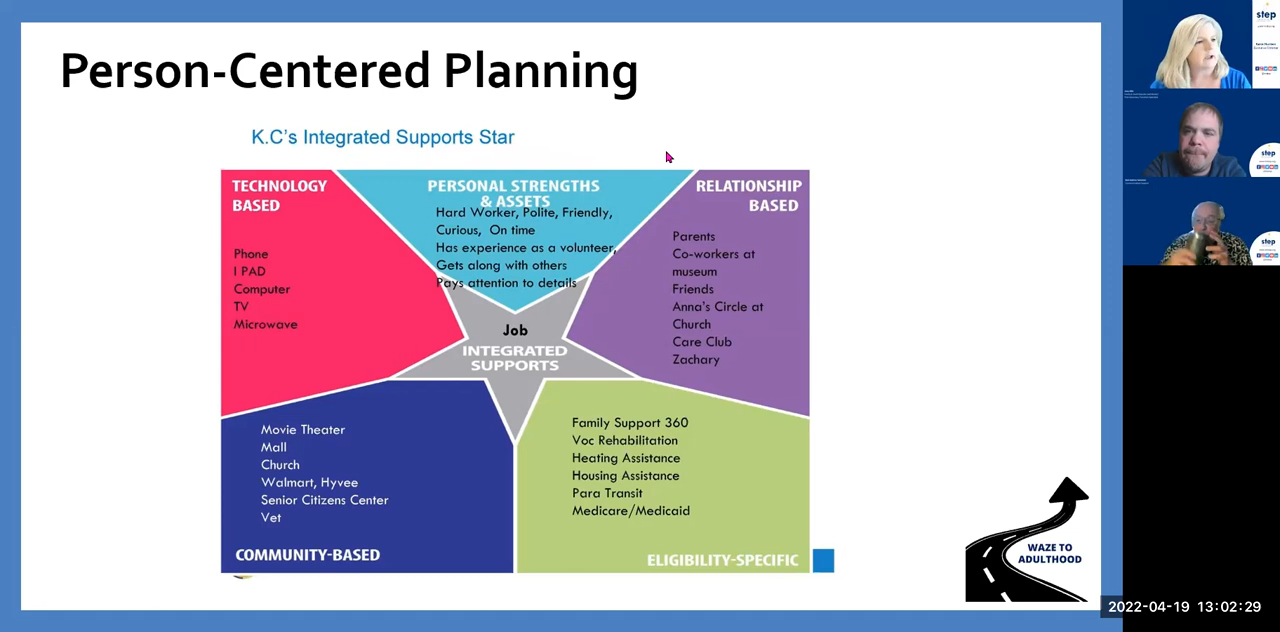 Person-Centered Planning
K.C's Integrated Supports Star
TECHNOLOGY
BASED
Phone
I PAD
Computer
TV
Microwave
PERSONAL STRENGTHS
& ASSETS
Hard Worker, Polite, Friendly,
Curious, On time
Has experience as a volunteer,
Gets along with others
Pays attention to details
RELATIONSHIP
BASED
Parents
Co-workers at
museum
Friends
Anna's Circle at
Church
Care Club
Zachary
Job
INTEGRATED
SUPPORTS
Movie Theater
Mall
Church
Walmart, Hyvee
Senior Citizens Center
Vet
COMMUNITY-BASED
Family Support 360
Voc Rehabilitation
Heating Assistance
Housing Assistance
Para Transit
Medicare/Medicaid
ELIGIBILITY-SPECIFIC
WAZE TO
ADULTHOOD
step
step
step
2022-04-19 13:02:29